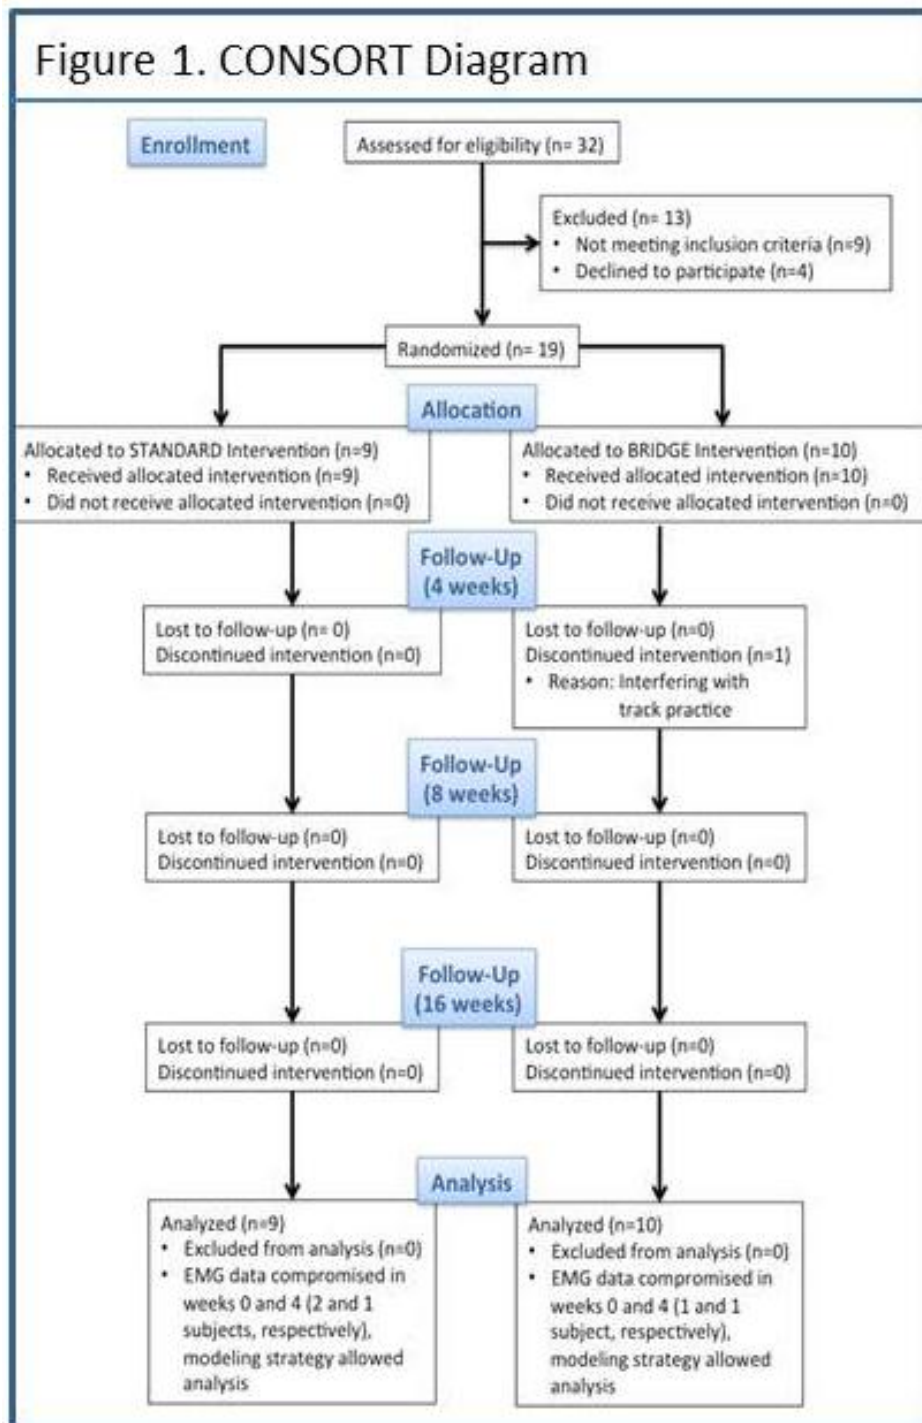 Figure 1. CONSORT Diagram
Enrollment
Assessed for eligibility (n= 32)
Excluded (n= 13)
• Not meeting inclusion criteria (n=9)
• Declined to participate (n=4)
Randomized (n= 19)
Allocation
Allocated to STANDARD Intervention (n=9)
• Received allocated intervention (n=9)
• Did not receive allocated intervention (n=0)
Allocated to BRIDGE Intervention (n=10)
• Received allocated intervention (n=10)
• Did not receive allocated intervention (n=0)
Follow-Up
(4 weeks)
Lost to follow-up (n= 0)
Discontinued intervention (n=0)
Lost to follow-up (n=0)
Discontinued intervention (n=1)
• Reason: Interfering with
track practice
Follow-Up
(8 weeks)
Lost to follow-up (n=0)
Discontinued intervention (n=0)
Lost to follow-up (n=0)
Discontinued intervention (n=0)
Follow-Up
(16 weeks)
Lost to follow-up (n=0)
Discontinued intervention (n=0)
Lost to follow-up (n=0)
Discontinued intervention (n=0)
Analysis
Analyzed (n=9)
• Excluded from analysis (n=0)
• EMG data compromised in
weeks 0 and 4 (2 and 1
subjects, respectively),
modeling strategy allowed
analysis
Analyzed (n=10)
• Excluded from analysis (n=0)
• EMG data compromised in
weeks 0 and 4 (1 and 1
subject, respectively),
modeling strategy allowed
analysis